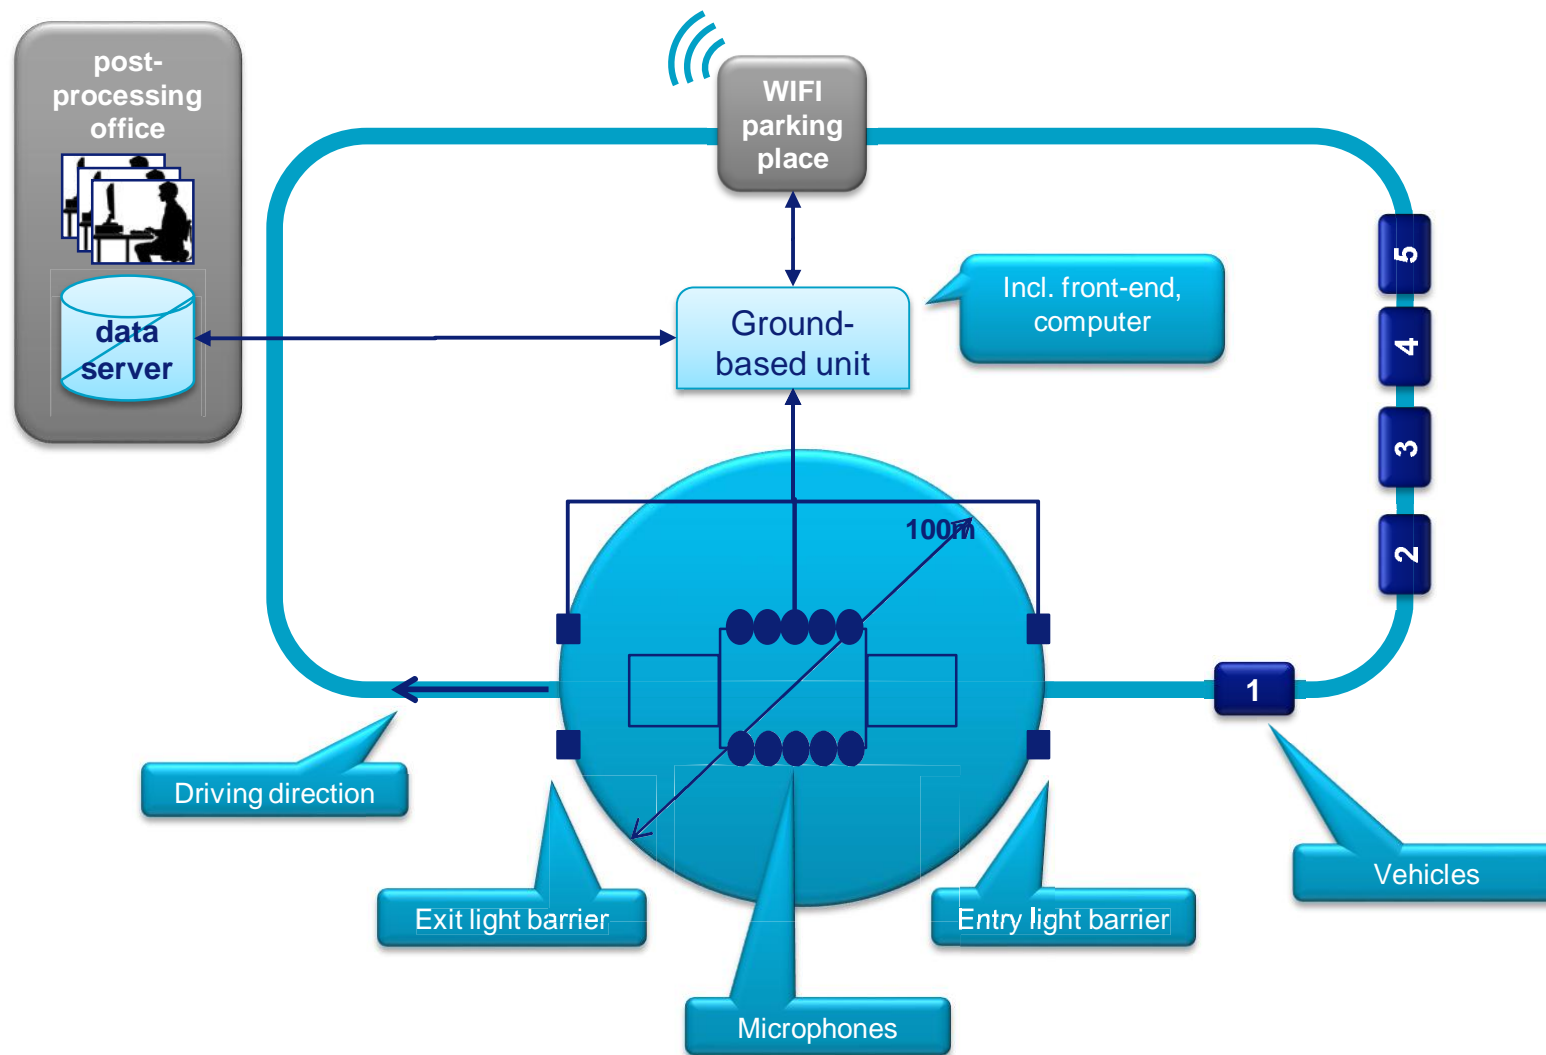 post-
processing
office
data
server
WIFI
parking
place
Incl. front-end,
computer
Ground-
based unit
5
4
3
2
1
100m
Driving direction
Exit light barrier
Entry light barrier
Vehicles
Microphones